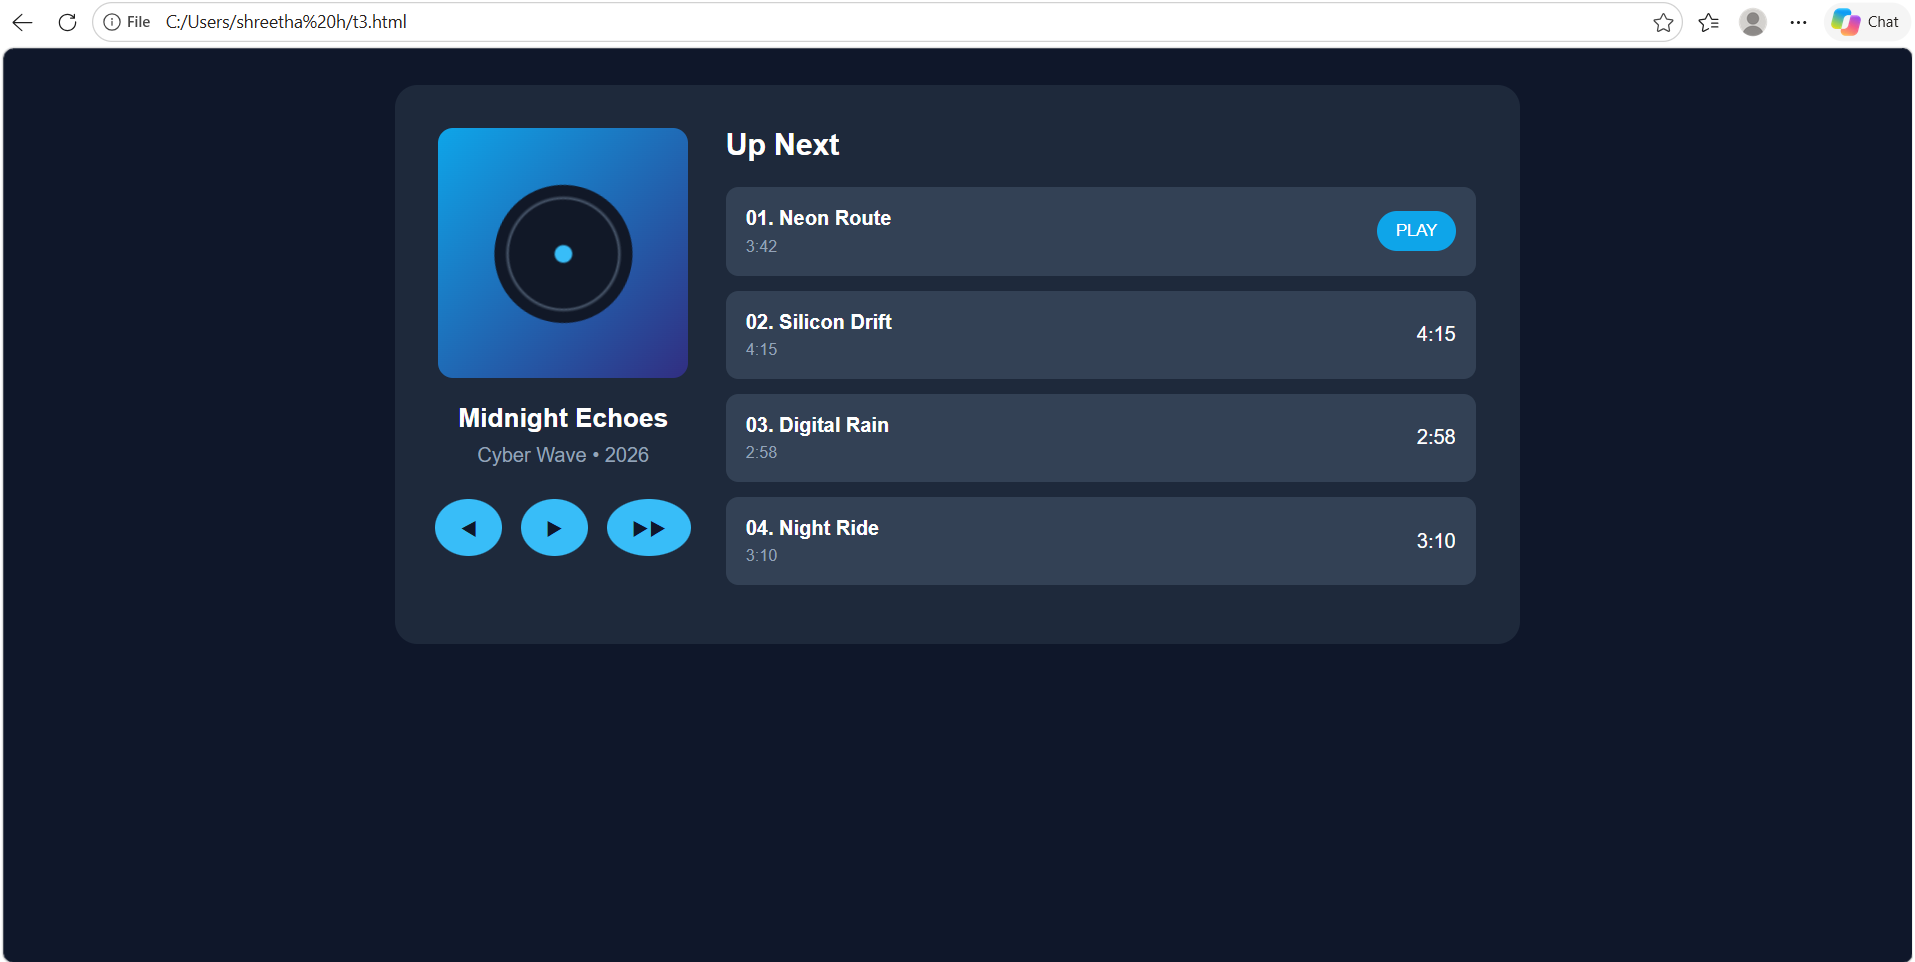 File C:/Users/shreetha%20h/t3.html
Chat
Midnight Echoes
Cyber Wave • 2026
◀ ▶ ▶▶
Up Next
01. Neon Route
3:42
PLAY
02. Silicon Drift
4:15
4:15
03. Digital Rain
2:58
2:58
04. Night Ride
3:10
3:10